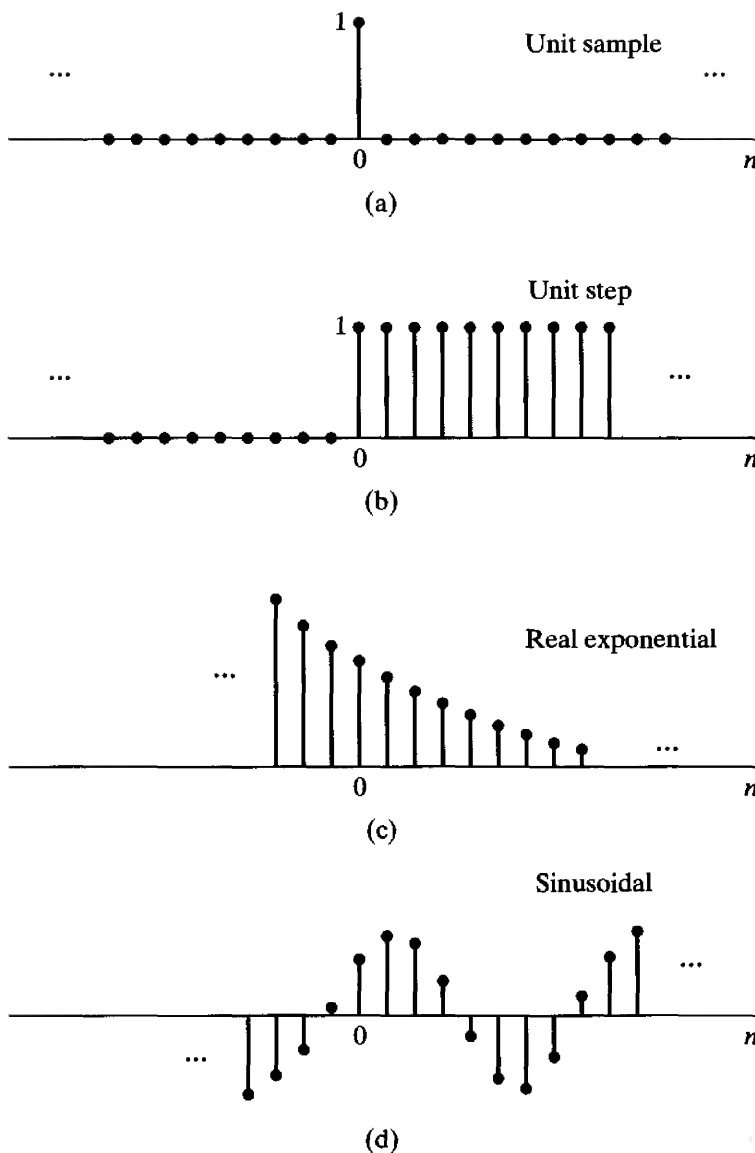 1
Unit sample
...
...
0
n
(a)
Unit step
1
...
...
0
n
(b)
Real exponential
...
...
0
n
(c)
Sinusoidal
...
0
n
...
(d)